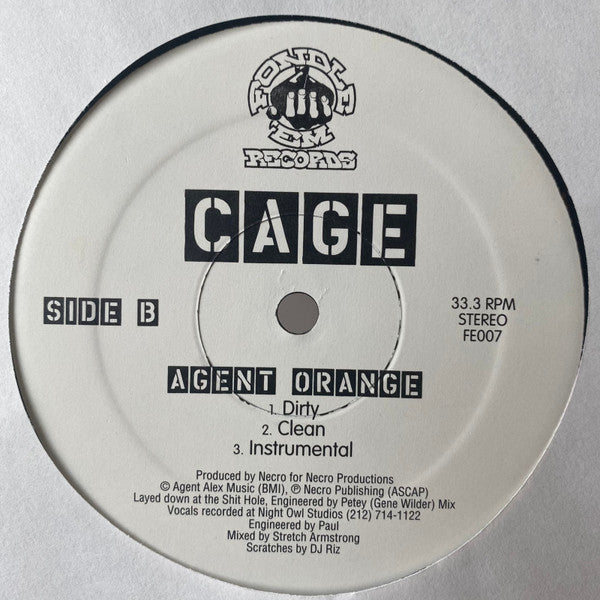 FONDLE
'EM
RECORDS
CAGE
SIDE B
33.3 RPM
STEREO
FE007
AGENT ORANGE
1. Dirty
2. Clean
3. Instrumental
Produced by Necro for Necro Productions
© Agent Alex Music (BMI), ℗ Necro Publishing (ASCAP)
Layed down at the Shit Hole, Engineered by Petey (Gene Wilder) Mix
Vocals recorded at Night Owl Studios (212) 714-1122
Engineered by Paul
Mixed by Stretch Armstrong
Scratches by DJ Riz